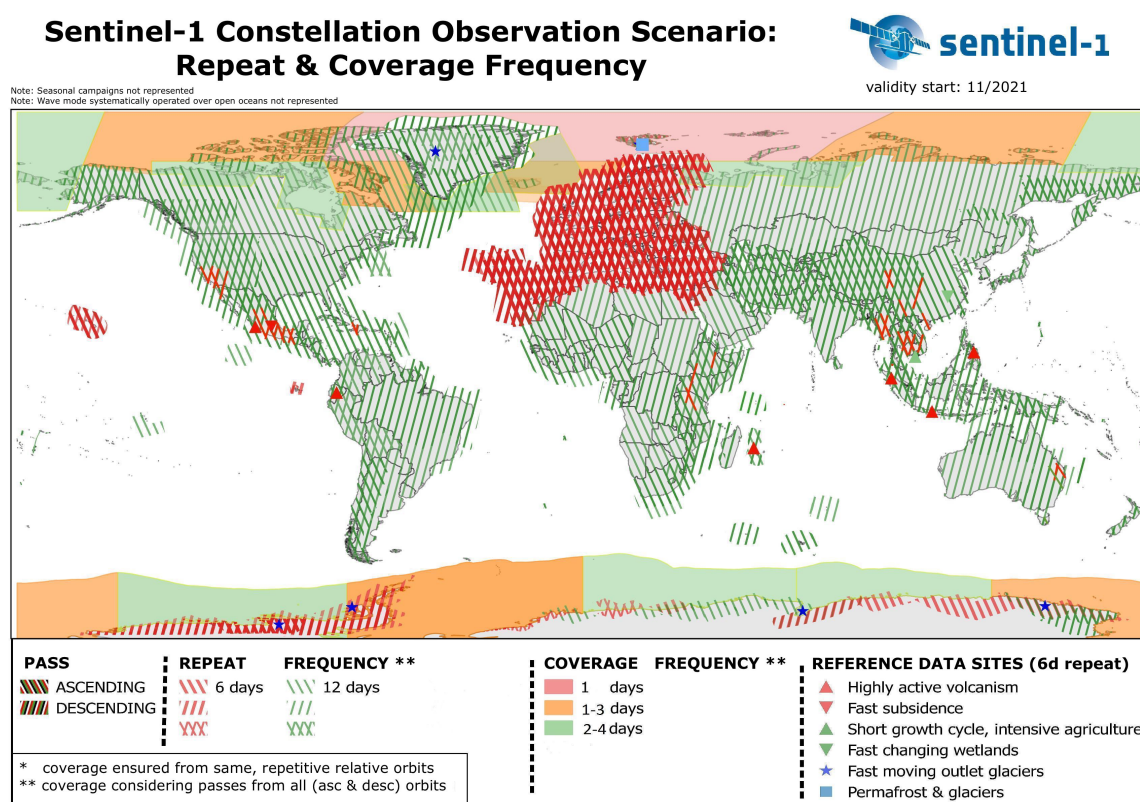 Sentinel-1 Constellation Observation Scenario:
Repeat & Coverage Frequency
sentinel-1
validity start: 11/2021
Note: Seasonal campaigns not represented
Note: Wave mode systematically operated over open oceans not represented
PASS
ASCENDING
DESCENDING
REPEAT FREQUENCY **
6 days 12 days
COVERAGE FREQUENCY **
1 days
1-3 days
2-4 days
REFERENCE DATA SITES (6d repeat)
Highly active volcanism
Fast subsidence
Short growth cycle, intensive agriculture
Fast changing wetlands
Fast moving outlet glaciers
Permafrost & glaciers
* coverage ensured from same, repetitive relative orbits
** coverage considering passes from all (asc & desc) orbits